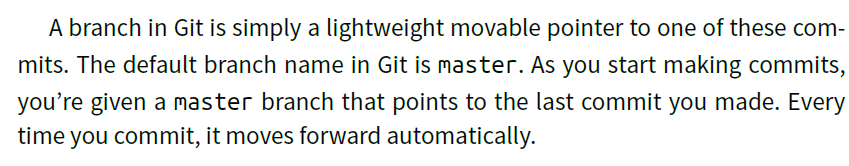 A branch in Git is simply a lightweight movable pointer to one of these com-
mits. The default branch name in Git is master. As you start making commits,
you’re given a master branch that points to the last commit you made. Every
time you commit, it moves forward automatically.